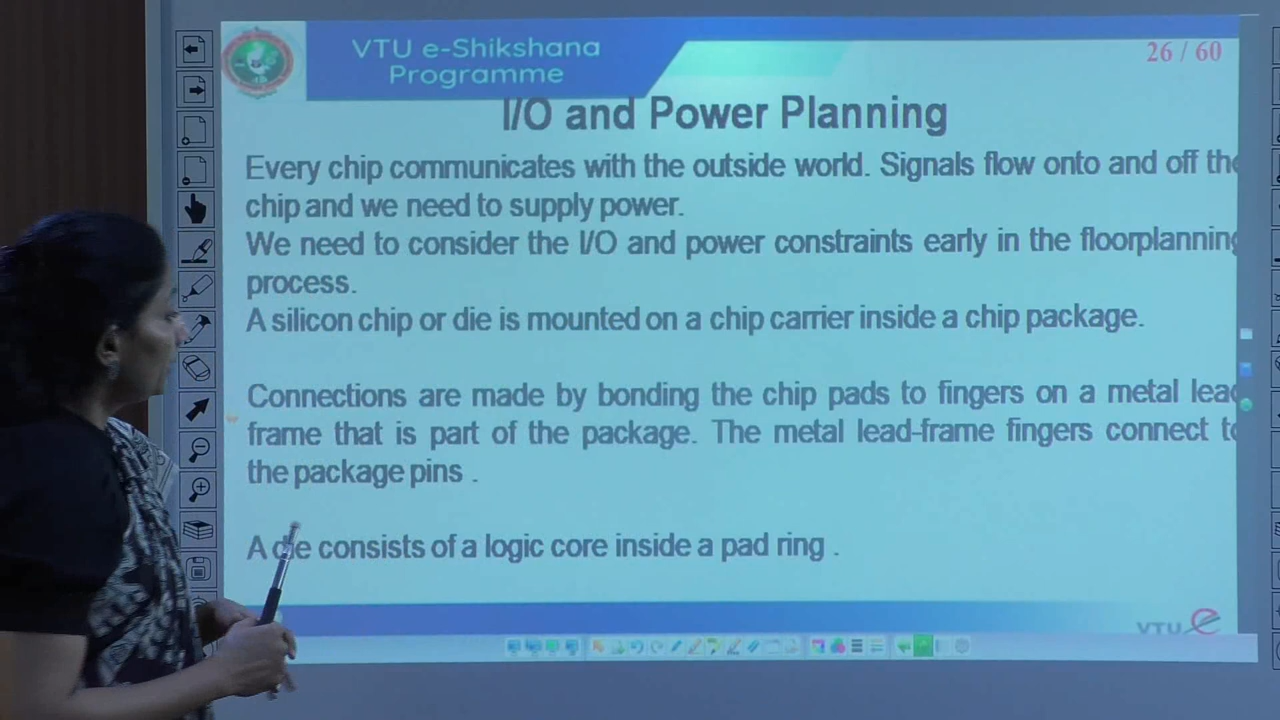 VTU e-Shikshana
Programme
26 / 60
I/O and Power Planning
Every chip communicates with the outside world. Signals flow onto and off the
chip and we need to supply power.
We need to consider the I/O and power constraints early in the floorplanning
process.
A silicon chip or die is mounted on a chip carrier inside a chip package.
Connections are made by bonding the chip pads to fingers on a metal lead
frame that is part of the package. The metal lead-frame fingers connect to
the package pins .
A die consists of a logic core inside a pad ring .
VTU e